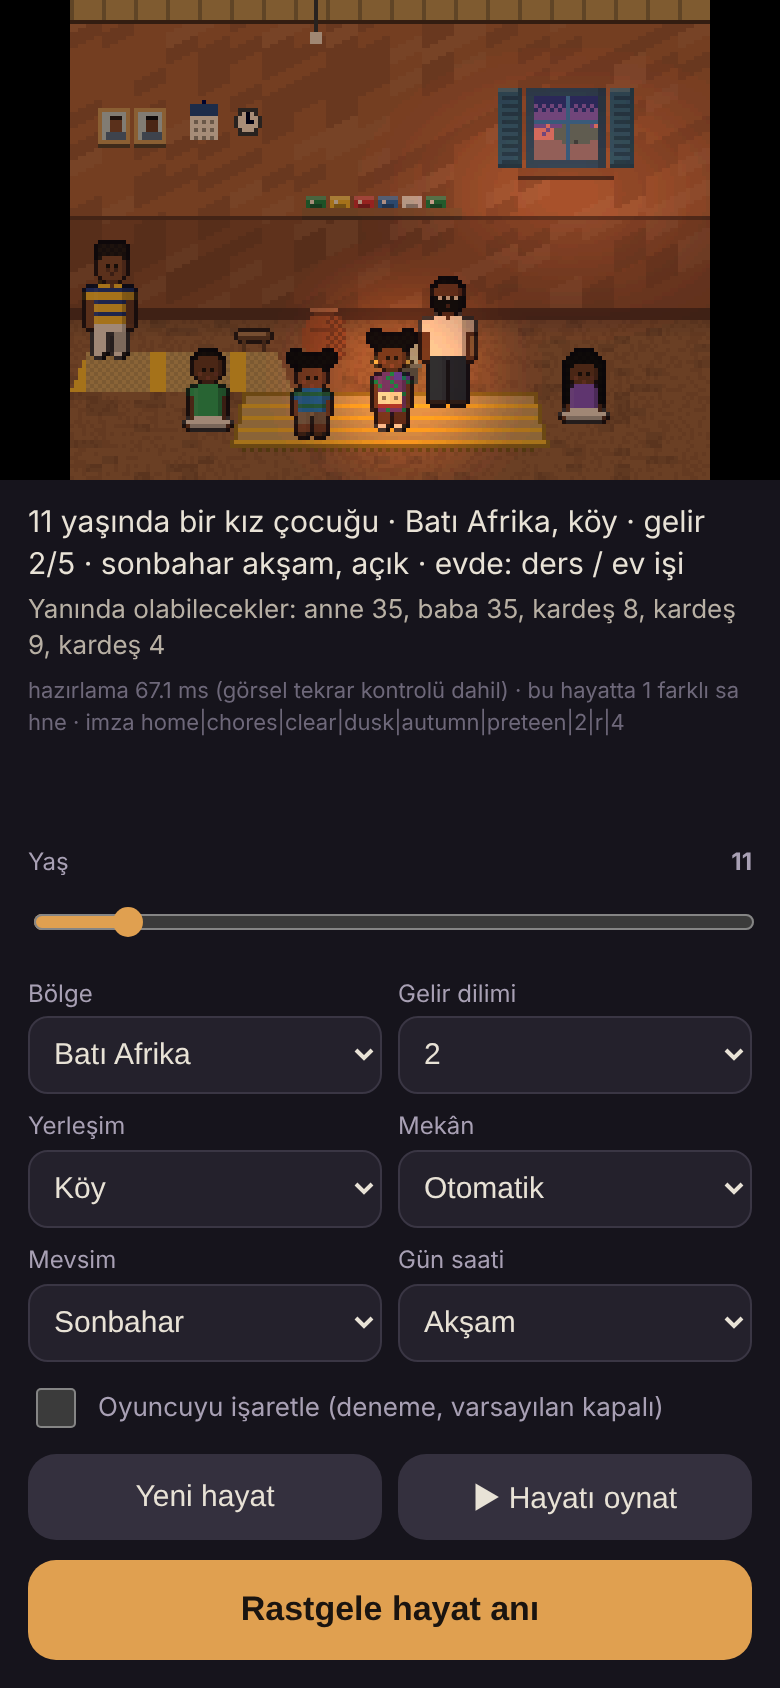 11 yaşında bir kız çocuğu · Batı Afrika, köy · gelir
2/5 · sonbahar akşam, açık · evde: ders / ev işi
Yanında olabilecekler: anne 35, baba 35, kardeş 8, kardeş
9, kardeş 4
hazırlama 67.1 ms (görsel tekrar kontrolü dahil) · bu hayatta 1 farklı sa
hne · imza home|chores|clear|dusk|autumn|preteen|2|r|4
Yaş 11
Bölge Gelir dilimi
Batı Afrika 2
Yerleşim Mekân
Köy Otomatik
Mevsim Gün saati
Sonbahar Akşam
Oyuncuyu işaretle (deneme, varsayılan kapalı)
Yeni hayat ▶ Hayatı oynat
Rastgele hayat anı